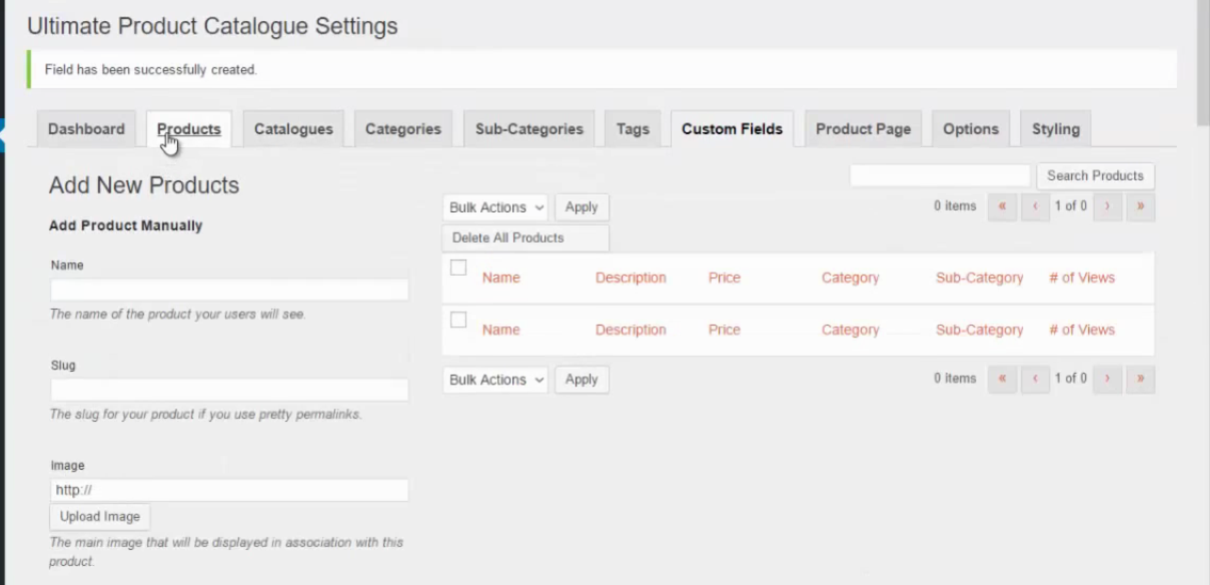 Ultimate Product Catalogue Settings
Field has been successfully created.
Dashboard Products Catalogues Categories Sub-Categories Tags Custom Fields Product Page Options Styling
Add New Products
Add Product Manually
Name
The name of the product your users will see.
Slug
The slug for your product if you use pretty permalinks.
Image
http://
Upload Image
The main image that will be displayed in association with this
product.
Search Products
Bulk Actions Apply 0 items « ‹ 1 of 0 › »
Delete All Products
Name Description Price Category Sub-Category # of Views
Name Description Price Category Sub-Category # of Views
Bulk Actions Apply 0 items « ‹ 1 of 0 › »